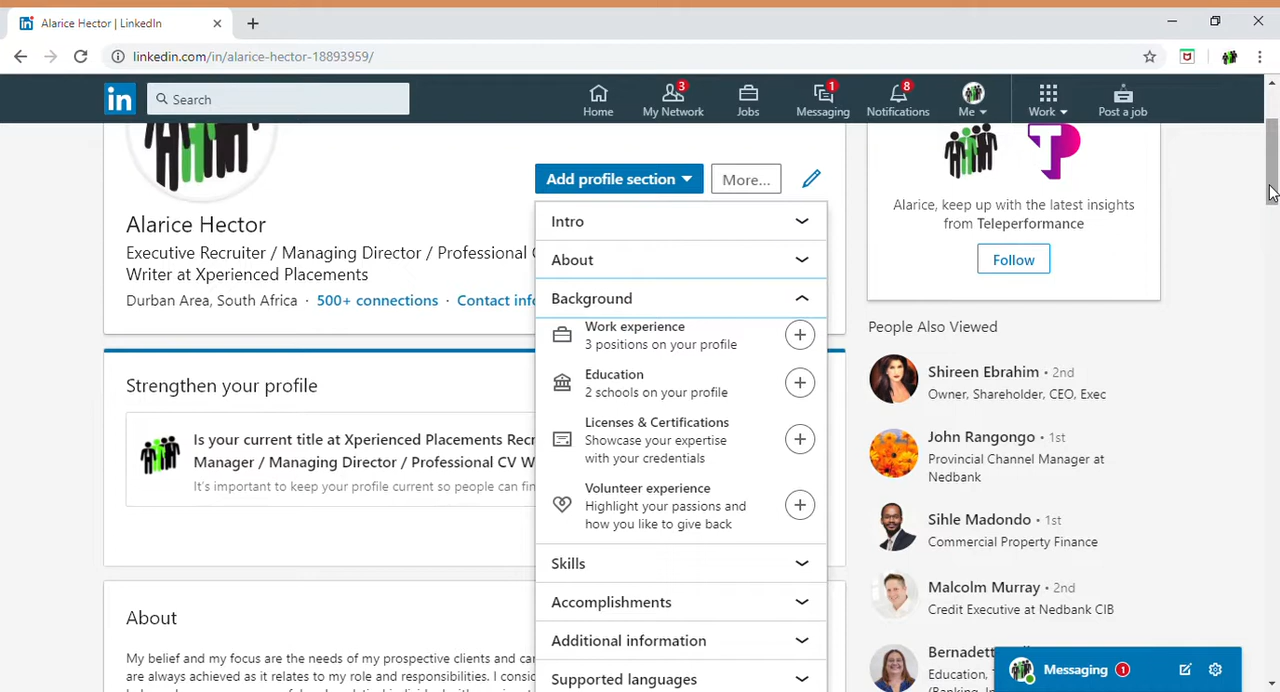 Alarice Hector | LinkedIn
linkedin.com/in/alarice-hector-18893959/
in
Search
Home
3
My Network
Jobs
1
Messaging
8
Notifications
Me
Work
Post a job
Add profile section
More...
Alarice Hector
Executive Recruiter / Managing Director / Professional
Writer at Xperienced Placements
Durban Area, South Africa · 500+ connections · Contact
Strengthen your profile
Is your current title at Xperienced Placements
Manager / Managing Director / Professional CV
It's important to keep your profile current so people can
About
My belief and my focus are the needs of my prospective clients and
are always achieved as it relates to my roles and responsibilities. I
Intro
About
Background
Work experience
3 positions on your profile
Education
2 schools on your profile
Licenses & Certifications
Showcase your expertise
with your credentials
Volunteer experience
Highlight your passions and
how you like to give back
Skills
Accomplishments
Additional information
Supported languages
Alarice, keep up with the latest insights
from Teleperformance
Follow
People Also Viewed
Shireen Ebrahim • 2nd
Owner, Shareholder, CEO, Exec
John Rangongo • 1st
Provincial Channel Manager at
Nedbank
Sihle Madondo • 1st
Commercial Property Finance
Malcolm Murray • 2nd
Credit Executive at Nedbank CIB
Education,
Messaging 1